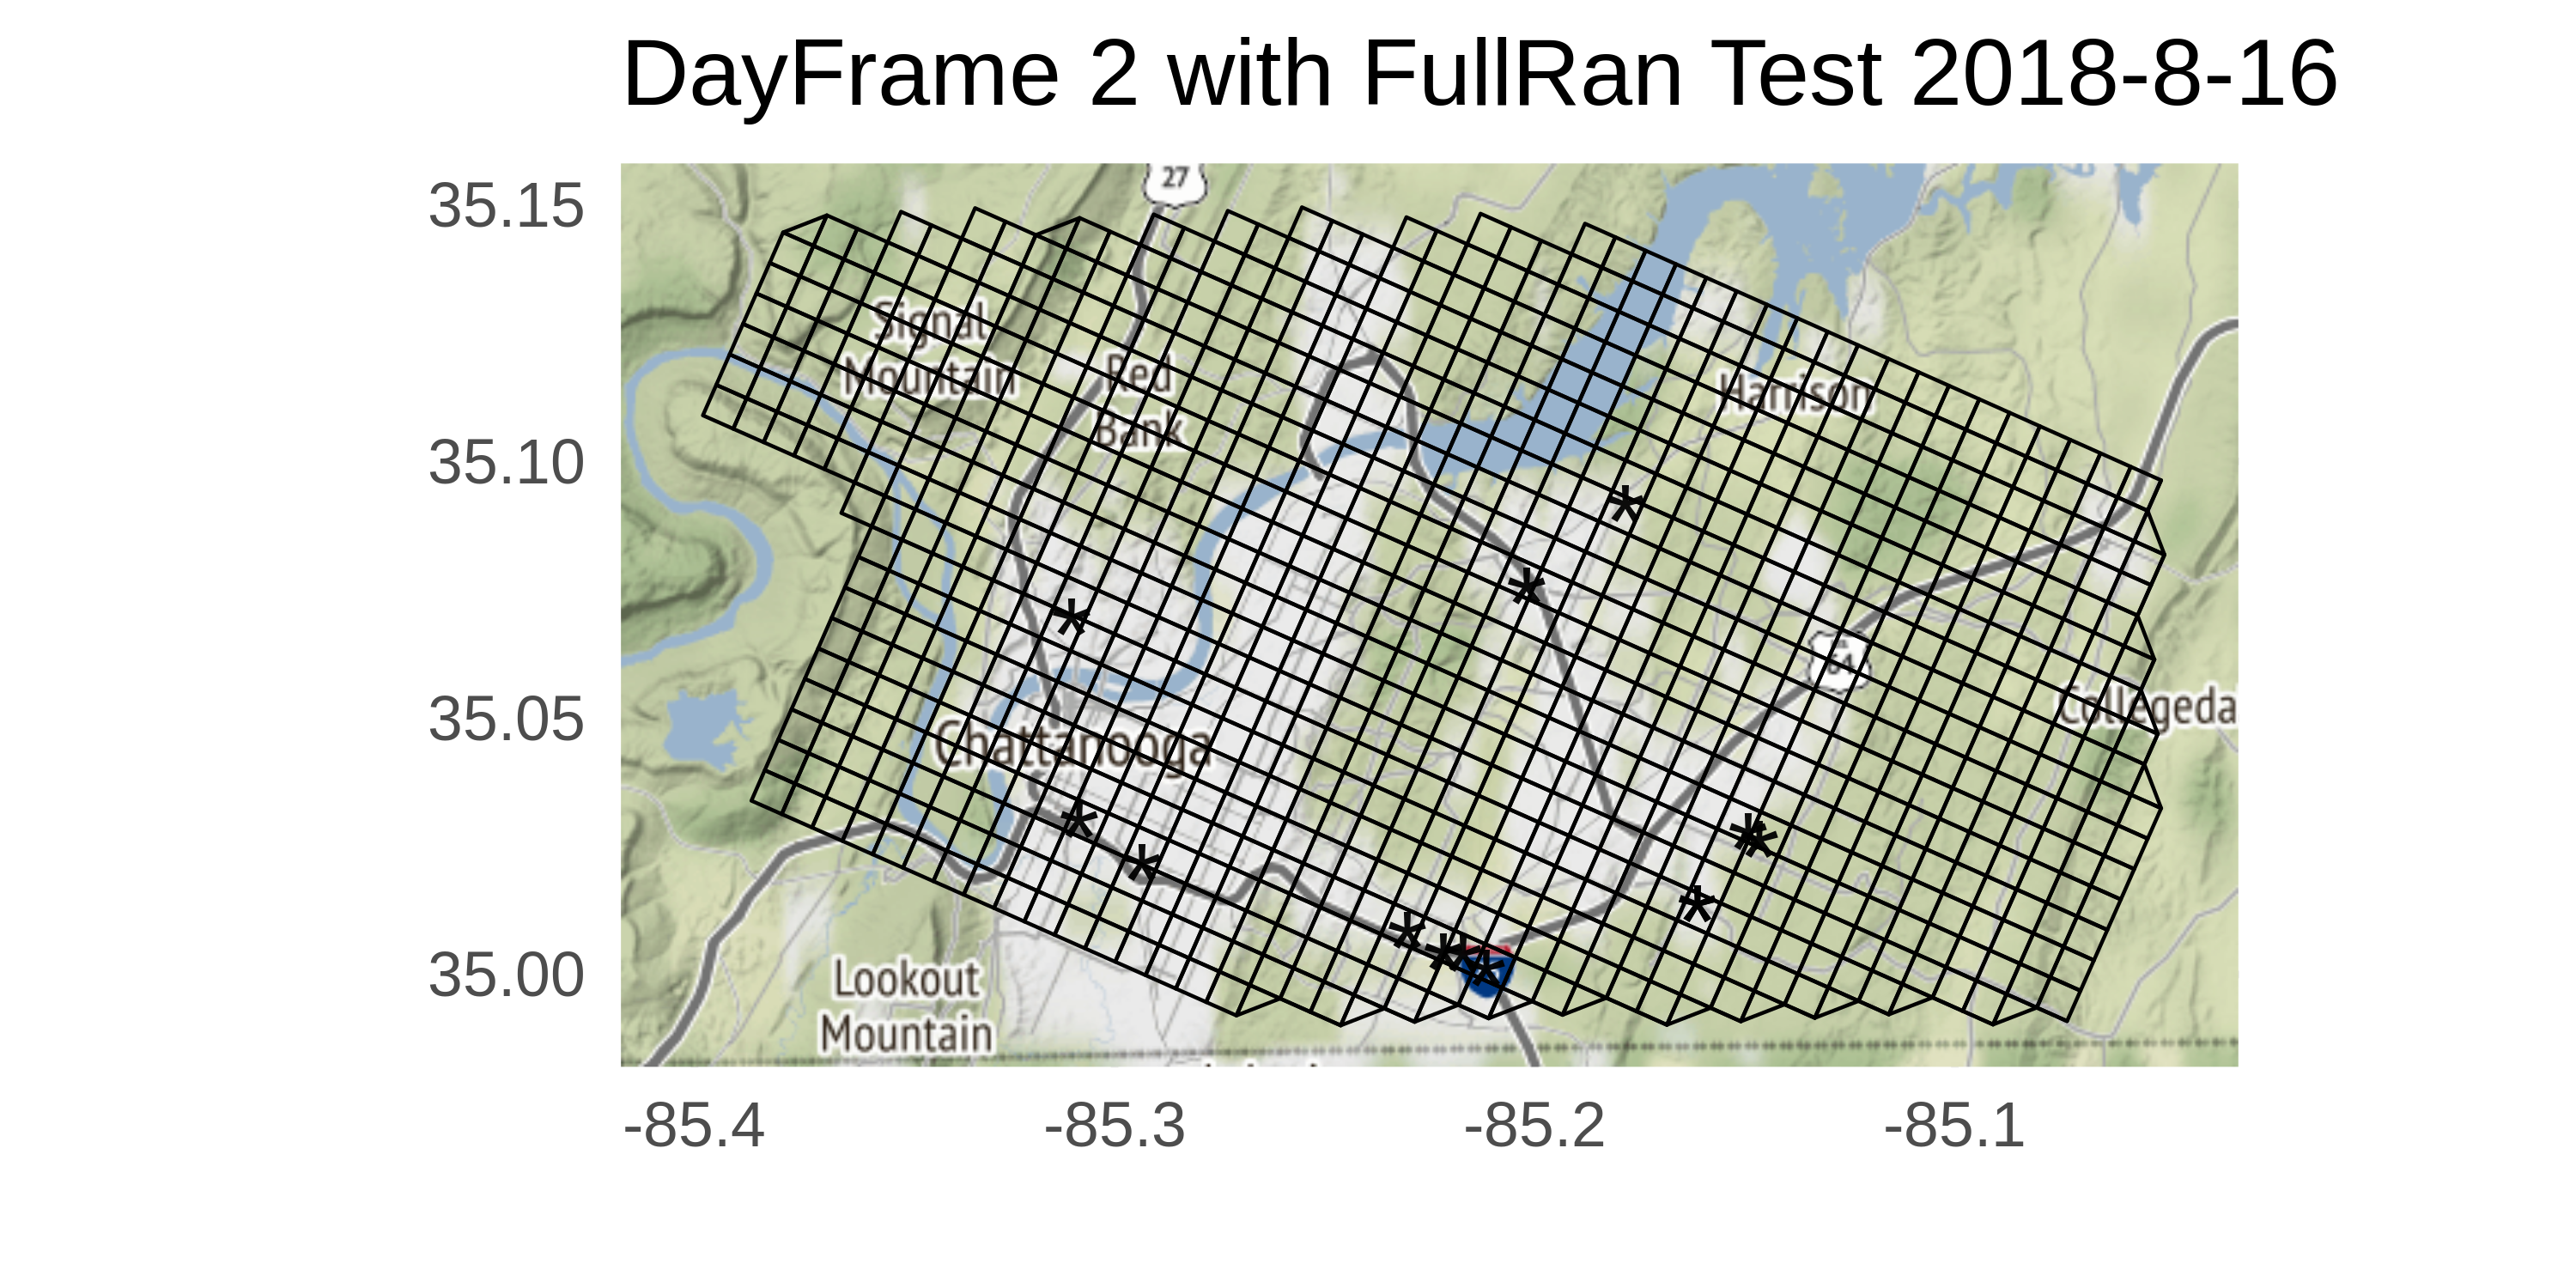 DayFrame 2 with FullRan Test 2018-8-16
35.15
35.10
35.05
35.00
27
Signal
Mountain
Red
Bank
Harrison
64
Collegeda
Chattanooga
Lookout
Mountain
-85.4
-85.3
-85.2
-85.1